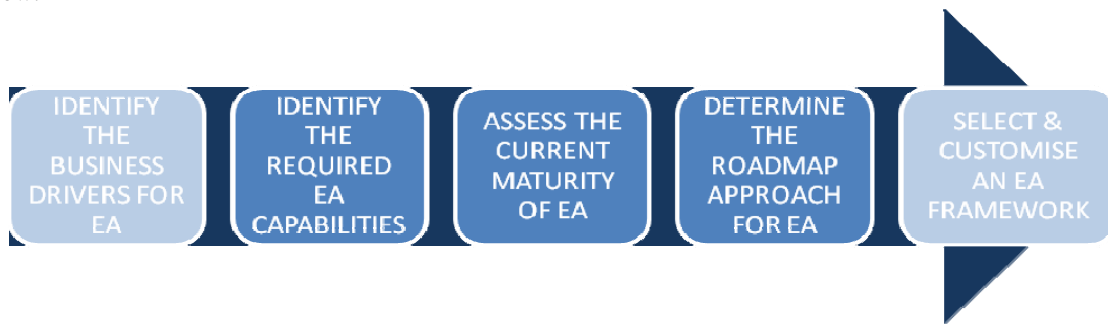 IDENTIFY
THE
BUSINESS
DRIVERS FOR
EA
IDENTIFY
THE
REQUIRED
EA
CAPABILITIES
ASSESS THE
CURRENT
MATURITY
OF EA
DETERMINE
THE
ROADMAP
APPROACH
FOR EA
SELECT &
CUSTOMISE
AN EA
FRAMEWORK